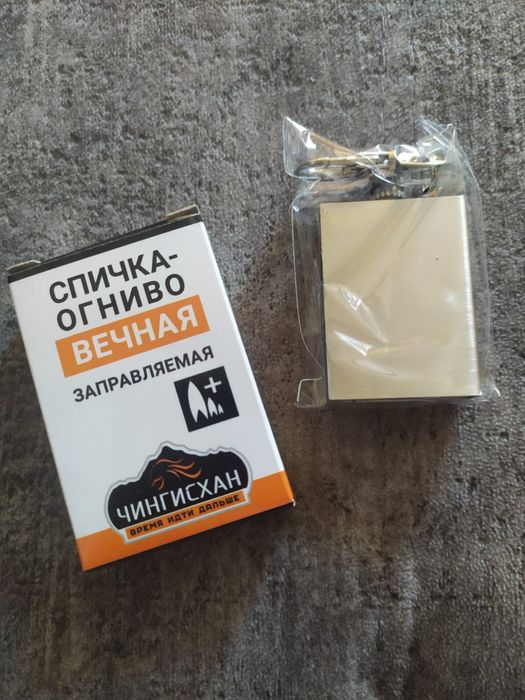 СПИЧКА-
ОГНИВО
ВЕЧНАЯ
ЗАПРАВЛЯЕМАЯ
ЧИНГИСХАН
ВРЕМЯ ИДТИ ДАЛЬШЕ